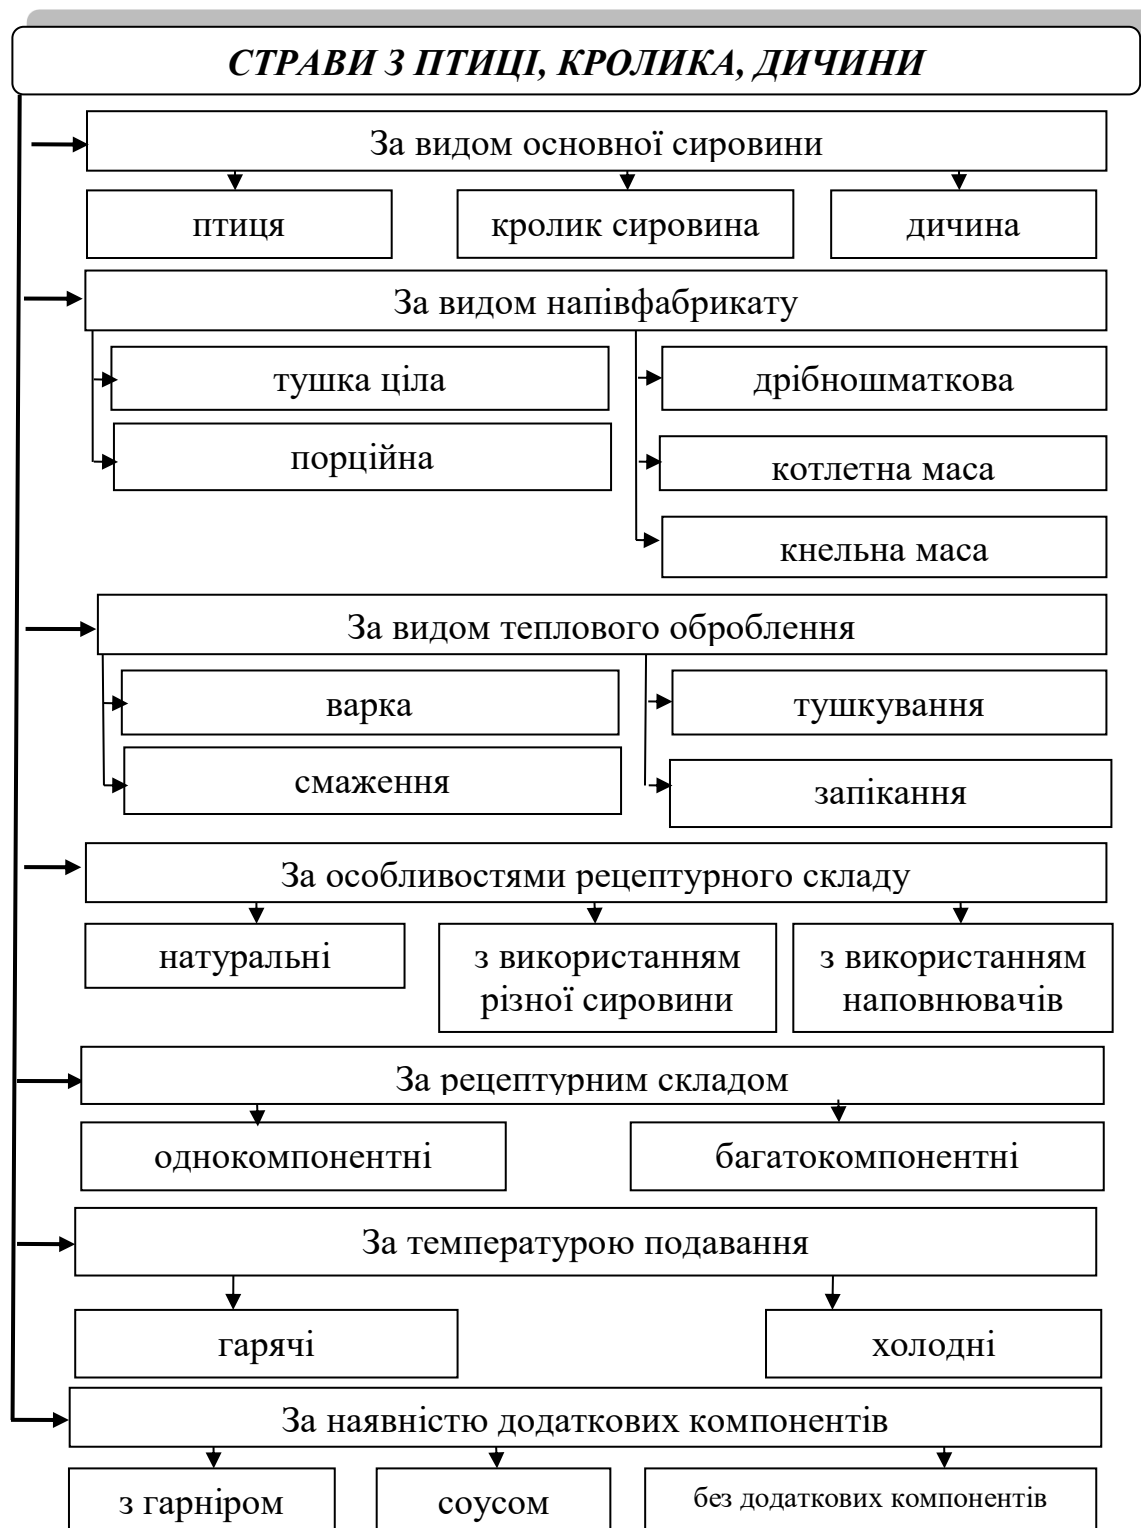 СТРАВИ З ПТИЦІ, КРОЛИКА, ДИЧИНИ
За видом основної сировини
птиця
кролик сировина
дичина
За видом напівфабрикату
тушка ціла
дрібношматкова
порційна
котлетна маса
кнельна маса
За видом теплового оброблення
варка
тушкування
смаження
запікання
За особливостями рецептурного складу
натуральні
з використанням
різної сировини
з використанням
наповнювачів
За рецептурним складом
однокомпонентні
багатокомпонентні
За температурою подавання
гарячі
холодні
За наявністю додаткових компонентів
з гарніром
соусом
без додаткових компонентів